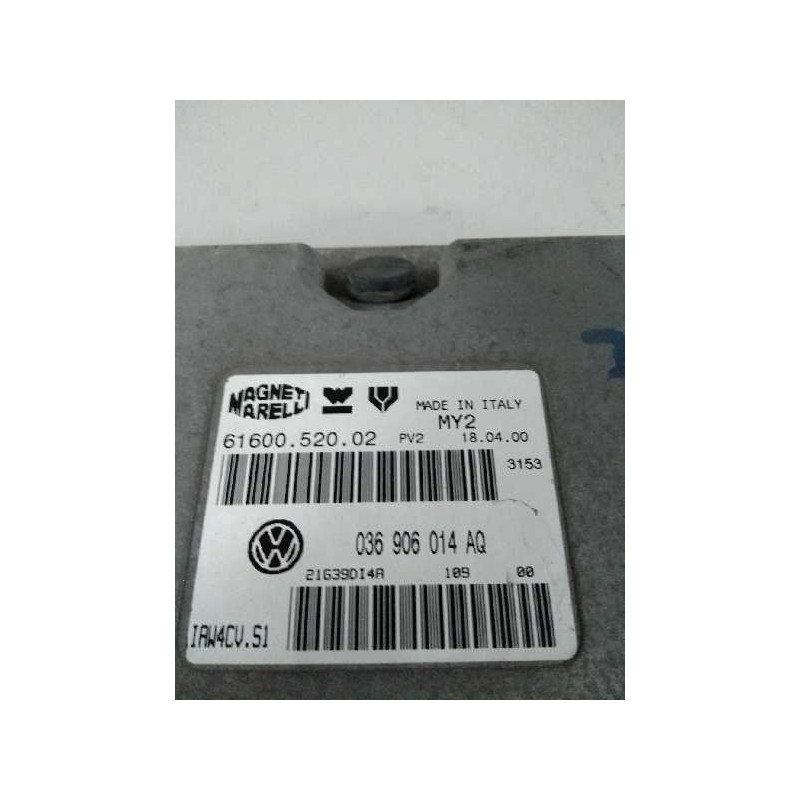 MAGNETI MARELLI
MADE IN ITALY
MY2
61600.520.02 PV2 18.04.00
3153
036 906 014 AQ
21639DI4A 109 00
IAW4CV.S1